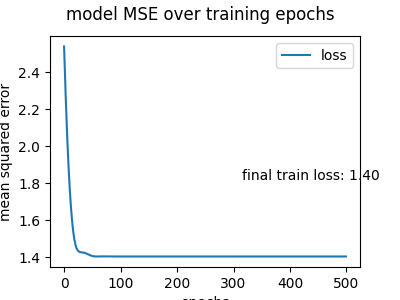 model MSE over training epochs
mean squared error
2.4
2.2
2.0
1.8
1.6
1.4
loss
final train loss: 1.40
0
100
200
300
400
500
epochs